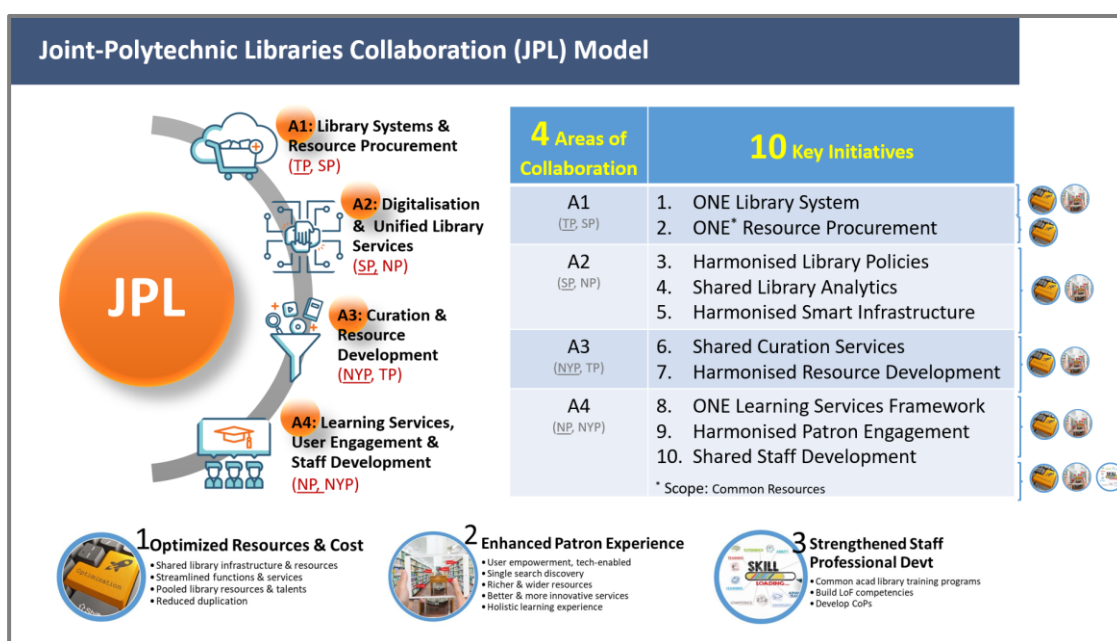 Joint-Polytechnic Libraries Collaboration (JPL) Model
JPL
A1: Library Systems &
Resource Procurement
(TP, SP)
A2: Digitalisation
& Unified Library
Services
(SP, NP)
A3: Curation &
Resource
Development
(NYP, TP)
A4: Learning Services,
User Engagement &
Staff Development
(NP, NYP)
4 Areas of
Collaboration
10 Key Initiatives
A1
(TP, SP)
1. ONE Library System
2. ONE* Resource Procurement
A2
(SP, NP)
3. Harmonised Library Policies
4. Shared Library Analytics
5. Harmonised Smart Infrastructure
A3
(NYP, TP)
6. Shared Curation Services
7. Harmonised Resource Development
A4
(NP, NYP)
8. ONE Learning Services Framework
9. Harmonised Patron Engagement
10. Shared Staff Development
* Scope: Common Resources
1 Optimized Resources & Cost
• Shared library infrastructure & resources
• Streamlined functions & services
• Pooled library resources & talents
• Reduced duplication
Optimization
2 Enhanced Patron Experience
• User empowerment, tech-enabled
• Single search discovery
• Richer & wider resources
• Better & more innovative services
• Holistic learning experience
3 Strengthened Staff
Professional Devt
• Common acad library training programs
• Build LoF competencies
• Develop CoPs
SKILL
LOADING...